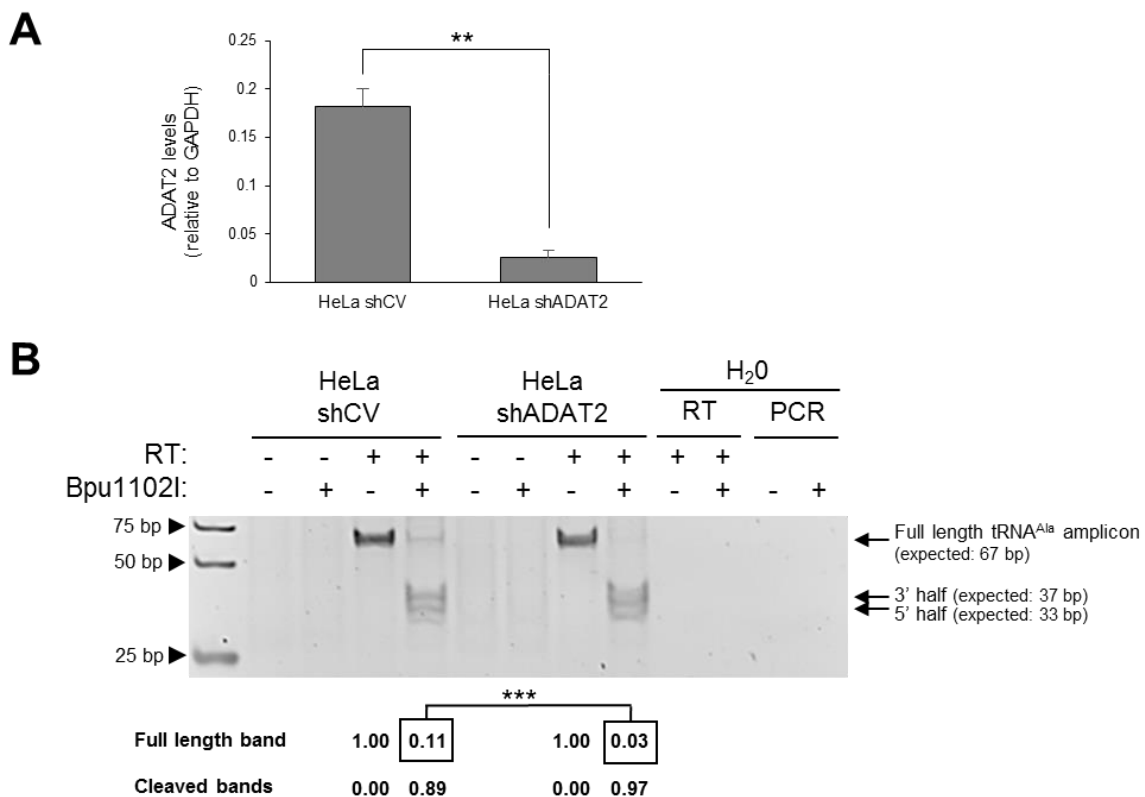 A
0.25
0.2
0.15
0.1
0.05
0
ADAT2 levels
(relative to GAPDH)
**
HeLa shCV
HeLa shADAT2
B
HeLa
shCV
HeLa
shADAT2
H20
RT
PCR
RT: - - + + - - + + + +
Bpu1102I: - + - + - + - + - + - +
75 bp
50 bp
25 bp
Full length tRNAAla amplicon
(expected: 67 bp)
3' half (expected: 37 bp)
5' half (expected: 33 bp)
***
Full length band 1.00 0.11 1.00 0.03
Cleaved bands 0.00 0.89 0.00 0.97